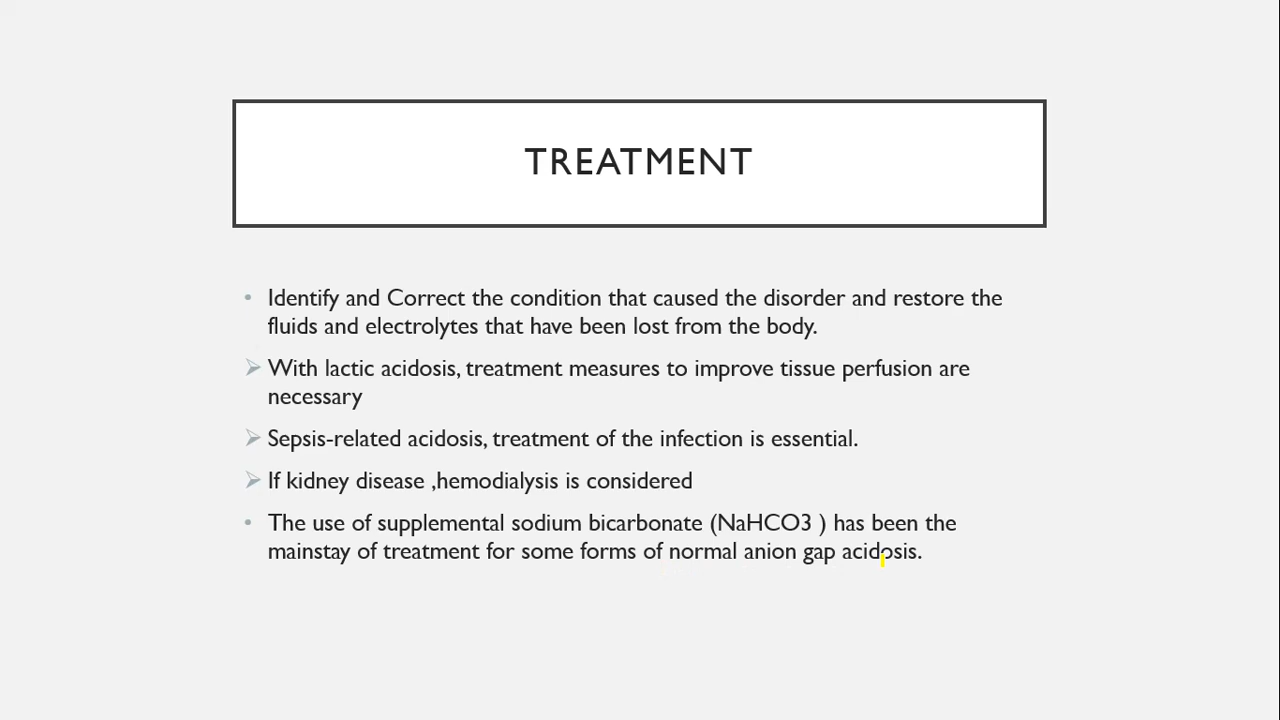 TREATMENT
• Identify and Correct the condition that caused the disorder and restore the
fluids and electrolytes that have been lost from the body.
➢ With lactic acidosis, treatment measures to improve tissue perfusion are
necessary
➢ Sepsis-related acidosis, treatment of the infection is essential.
➢ If kidney disease ,hemodialysis is considered
• The use of supplemental sodium bicarbonate (NaHCO3 ) has been the
mainstay of treatment for some forms of normal anion gap acidosis.